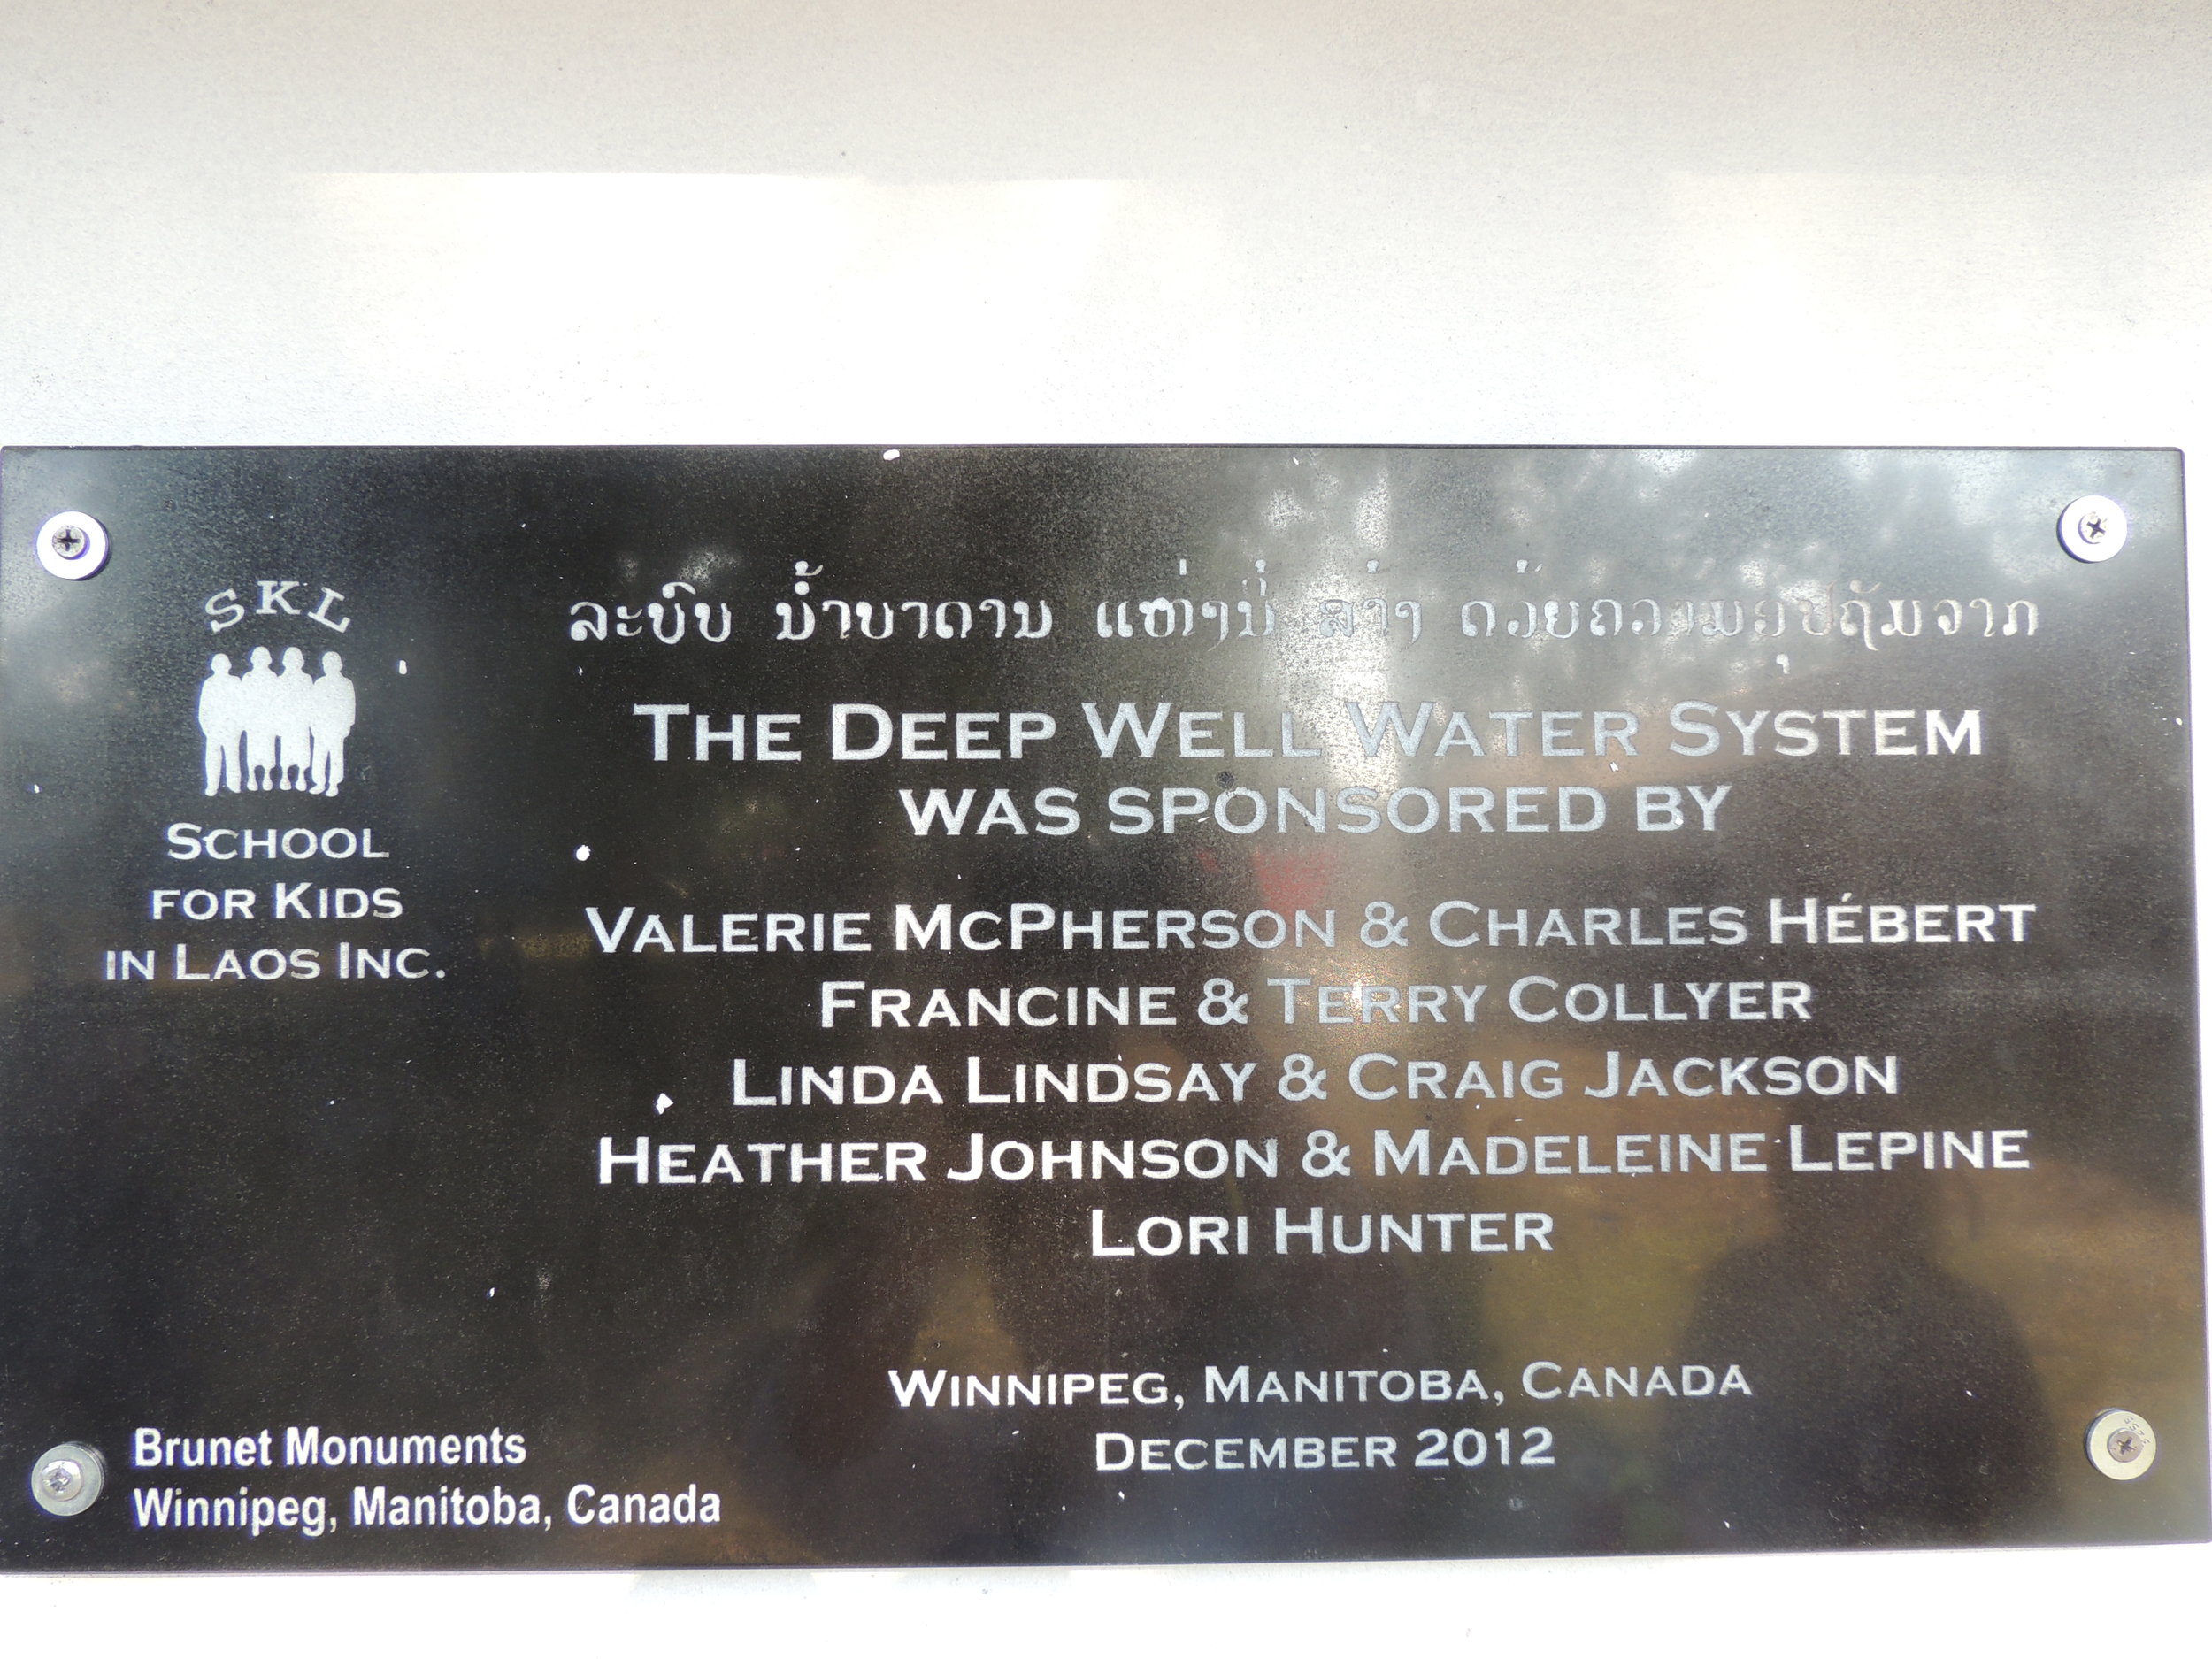 SKL
SCHOOL
FOR KIDS
IN LAOS INC.
ລະບົບ ນ້ຳບາດານ ແຫ່ງນີ້ ສ້າງ ດ້ວຍຄວາມອຸປຖັມຈາກ
THE DEEP WELL WATER SYSTEM
WAS SPONSORED BY
VALERIE MCPHERSON & CHARLES HÉBERT
FRANCINE & TERRY COLLYER
LINDA LINDSAY & CRAIG JACKSON
HEATHER JOHNSON & MADELEINE LEPINE
LORI HUNTER
WINNIPEG, MANITOBA, CANADA
DECEMBER 2012
Brunet Monuments
Winnipeg, Manitoba, Canada